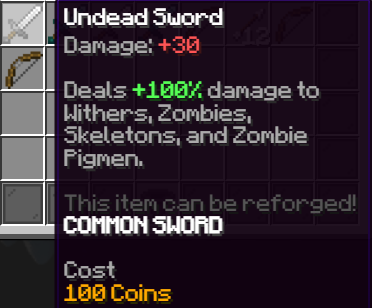 Undead Sword
Damage: +30
Deals +100% damage to
Withers, Zombies,
Skeletons, and Zombie
Pigmen.
This item can be reforged!
COMMON SWORD
Cost
100 Coins
12